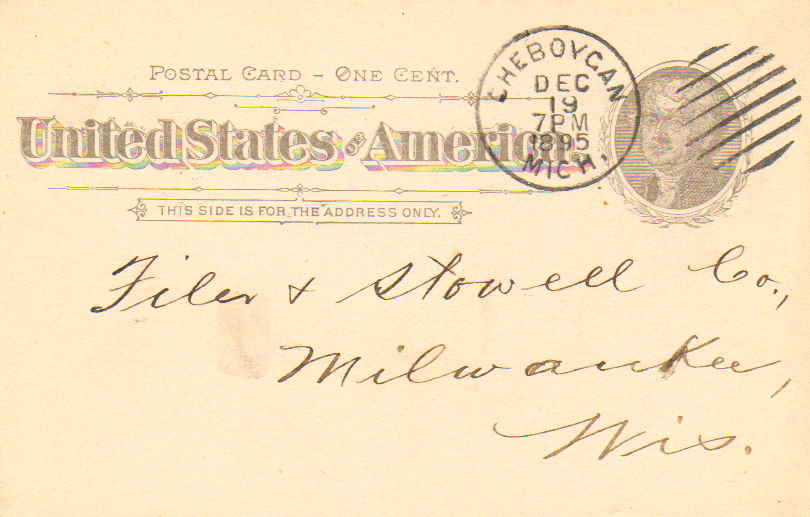 POSTAL CARD – ONE CENT.
United States OF America
THIS SIDE IS FOR THE ADDRESS ONLY.
CHEBOYGAN
DEC
19
7PM
1895
MICH.
Filer & Stowell Co.,
Milwaukee,
Wis.